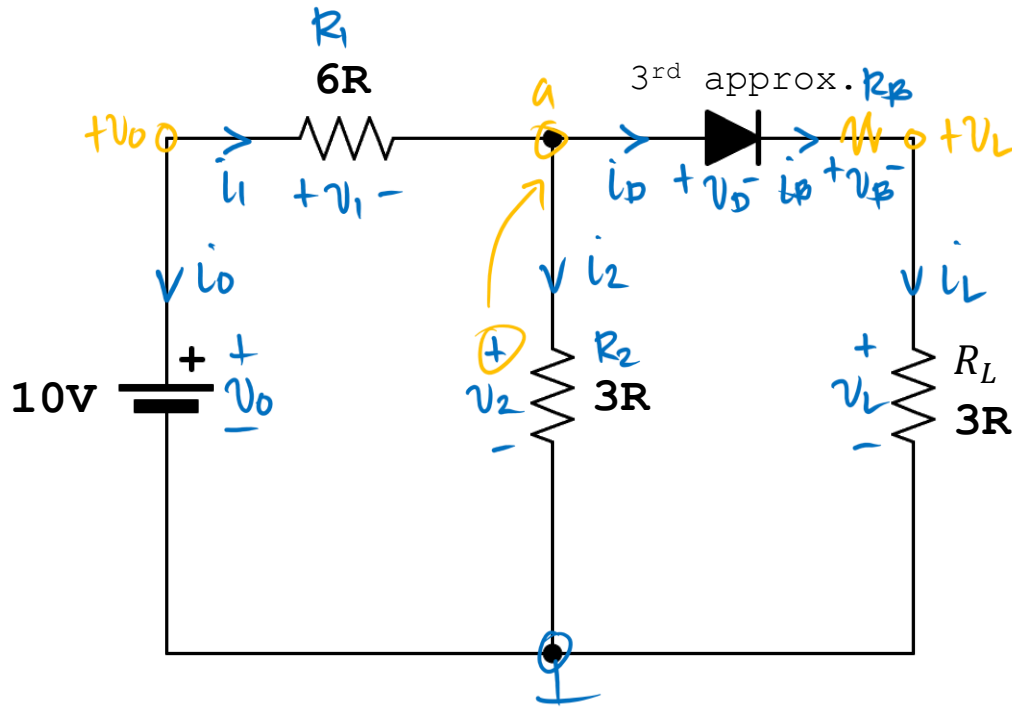 R1
6R
3rd approx.
RB
a
+v0
+vL
i1
+v1-
iD
+vD-
iB
+vB-
i0
i2
iL
10V
+
+
v0
-
+
v2
-
R2
3R
+
vL
-
RL
3R